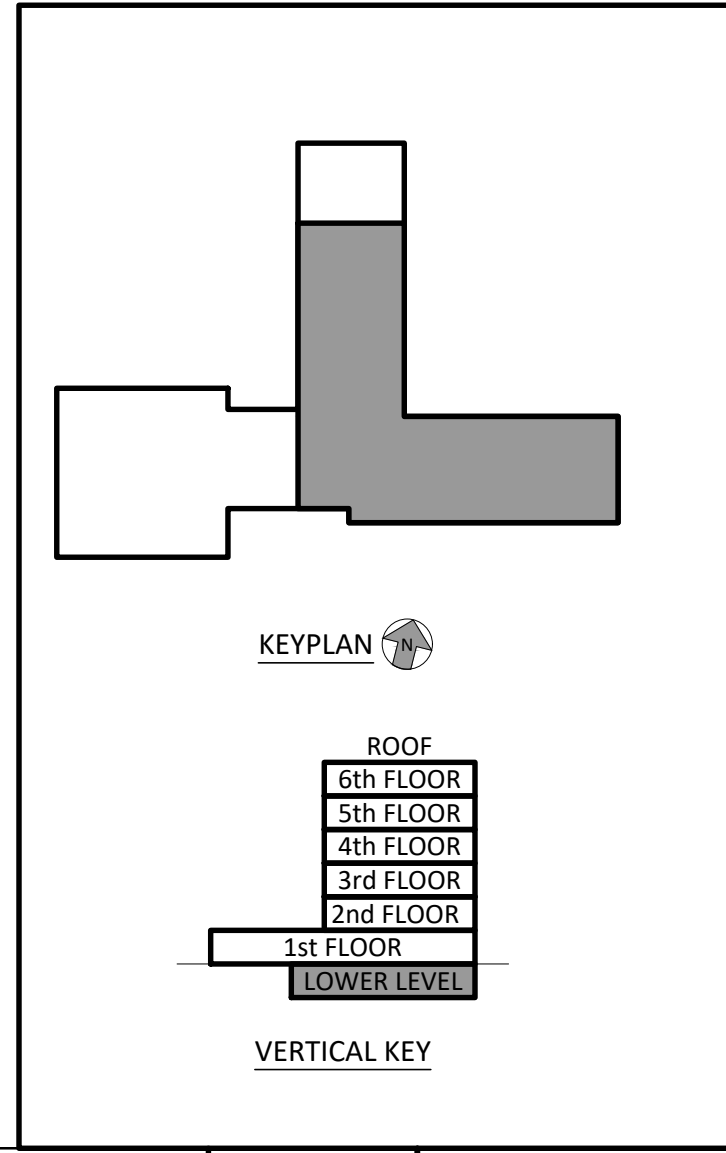 KEYPLAN N
ROOF
6th FLOOR
5th FLOOR
4th FLOOR
3rd FLOOR
2nd FLOOR
1st FLOOR
LOWER LEVEL
VERTICAL KEY